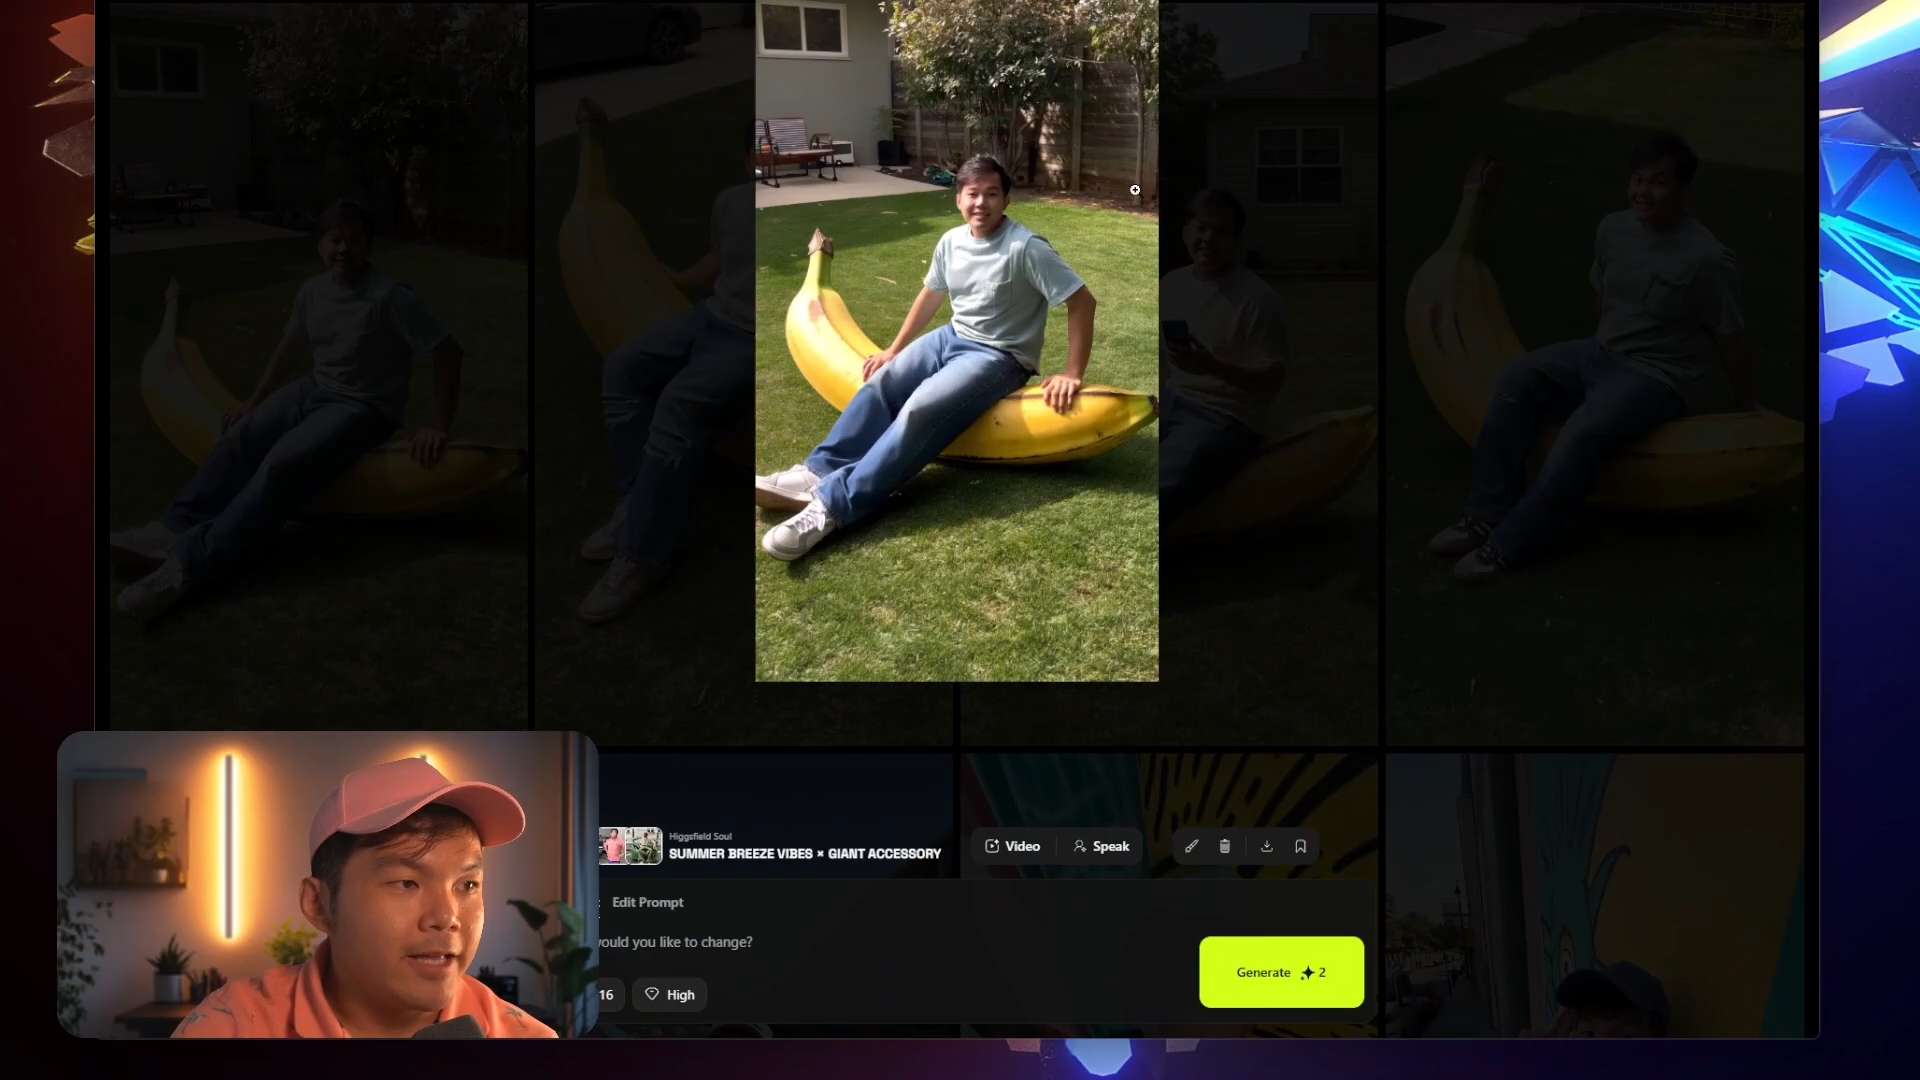 Higgsfield Soul
SUMMER BREEZE VIBES × GIANT ACCESSORY
Video
Speak
Edit Prompt
would you like to change?
16
High
Generate 2